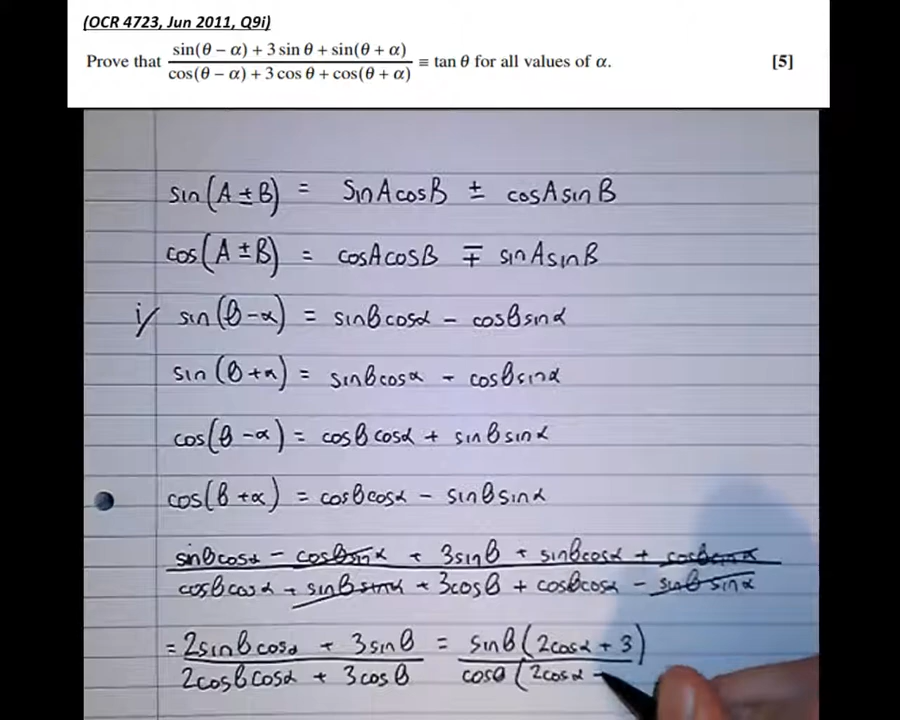 (OCR 4723, Jun 2011, Q9i)
Prove that sin(θ − α) + 3 sin θ + sin(θ + α) / cos(θ − α) + 3 cos θ + cos(θ + α) ≡ tan θ for all values of α. [5]
sin(A ± B) = sinAcosB ± cosAsinB
cos(A ± B) = cosAcosB ∓ sinAsinB
i/ sin(θ − α) = sinθcosα − cosθsinα
sin(θ + α) = sinθcosα − cosθsinα
cos(θ − α) = cosθcosα + sinθsinα
cos(θ + α) = cosθcosα − sinθsinα
sinθcosα − cosθsinα + 3sinθ + sinθcosα + cosθsinα
cosθcosα + sinθsinα + 3cosθ + cosθcosα − sinθsinα
= 2sinθcosα + 3sinθ = sinθ(2cosα + 3)
2cosθcosα + 3cosθ cosθ(2cosα −